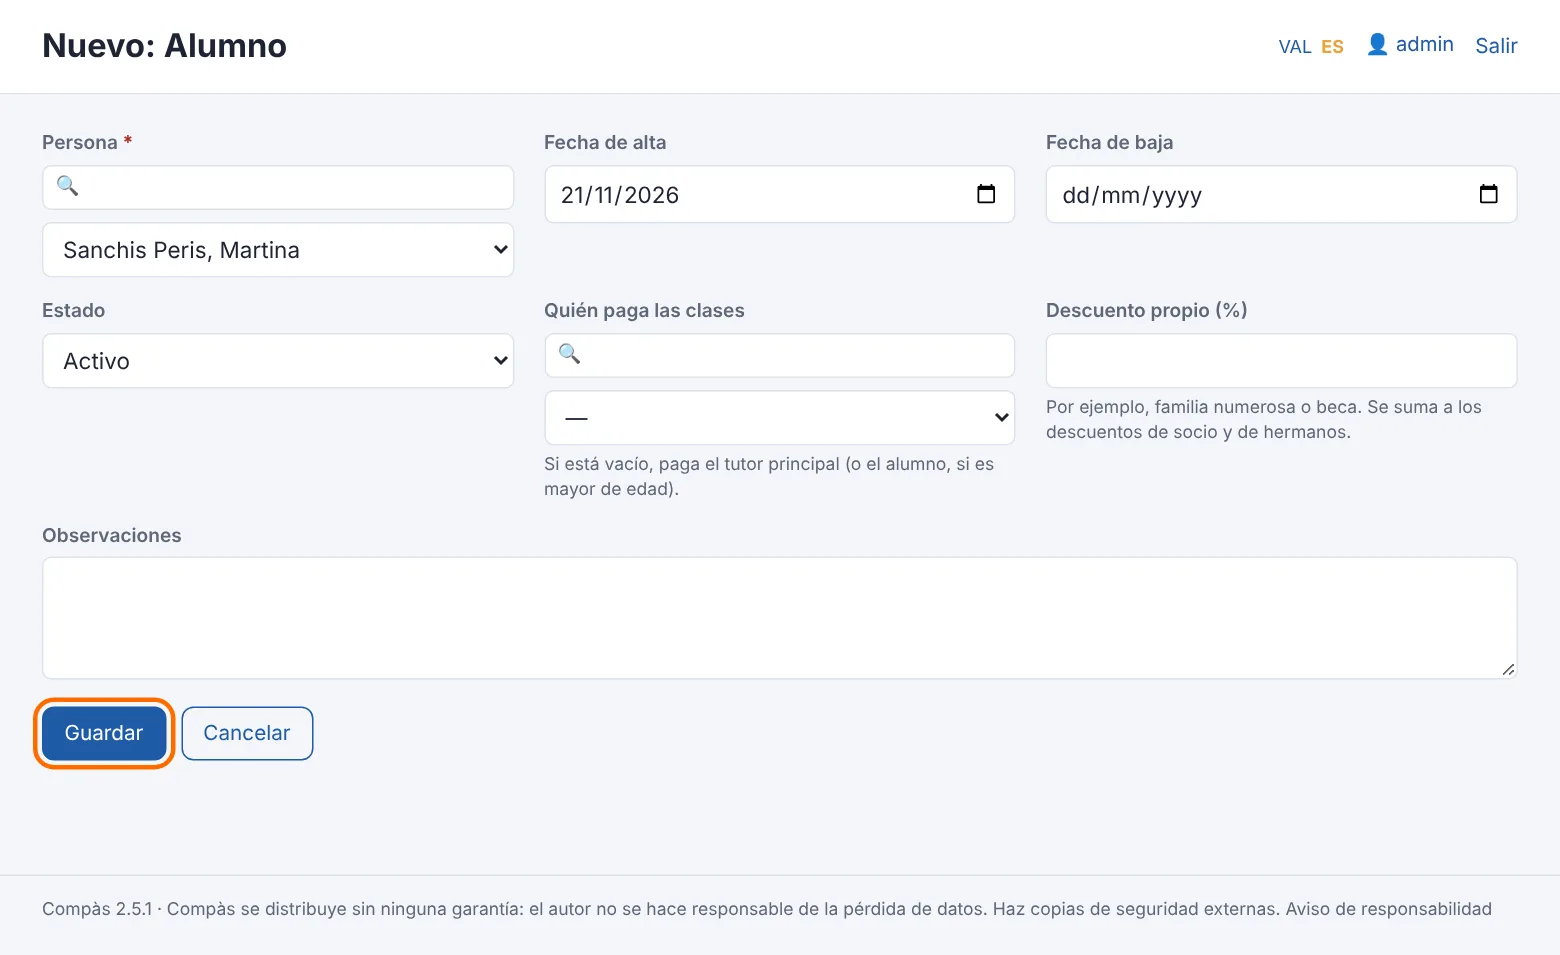 Nuevo: Alumno
VAL ES admin Salir
Persona *
Fecha de alta
Fecha de baja
21/11/2026
dd/mm/yyyy
Sanchis Peris, Martina
Estado
Quién paga las clases
Descuento propio (%)
Activo
—
Por ejemplo, familia numerosa o beca. Se suma a los
descuentos de socio y de hermanos.
Si está vacío, paga el tutor principal (o el alumno, si es
mayor de edad).
Observaciones
Guardar
Cancelar
Compàs 2.5.1 · Compàs se distribuye sin ninguna garantía: el autor no se hace responsable de la pérdida de datos. Haz copias de seguridad externas. Aviso de responsabilidad